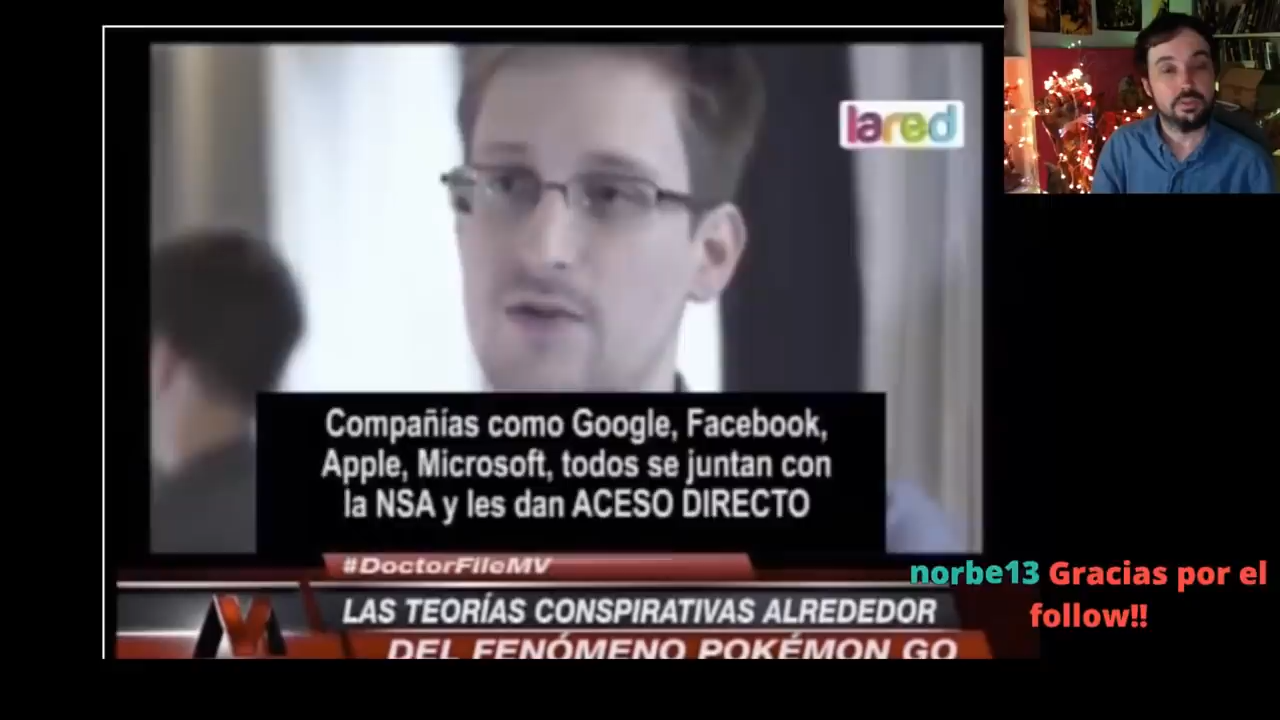 lared
Compañías como Google, Facebook,
Apple, Microsoft, todos se juntan con
la NSA y les dan ACESO DIRECTO
#DoctorFileMV
LAS TEORÍAS CONSPIRATIVAS ALREDEDOR
DEL FENÓMENO POKÉMON GO
norbe13 Gracias por el
follow!!